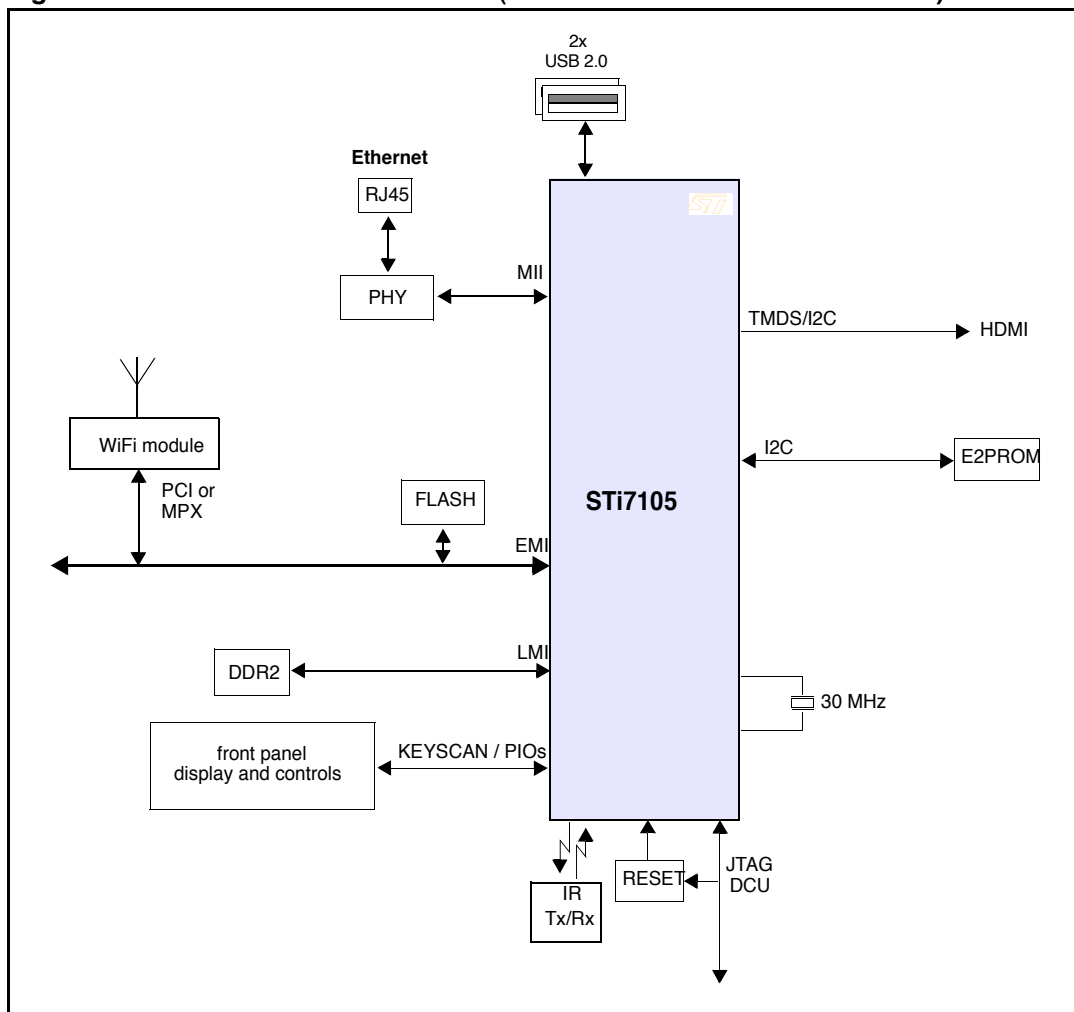 2x
USB 2.0
Ethernet
RJ45
MII
PHY
TMDS/I2C
HDMI
WiFi module
I2C
E2PROM
PCI or
MPX
FLASH
STi7105
EMI
LMI
DDR2
30 MHz
front panel
display and controls
KEYSCAN / PIOs
RESET
JTAG
DCU
IR
Tx/Rx